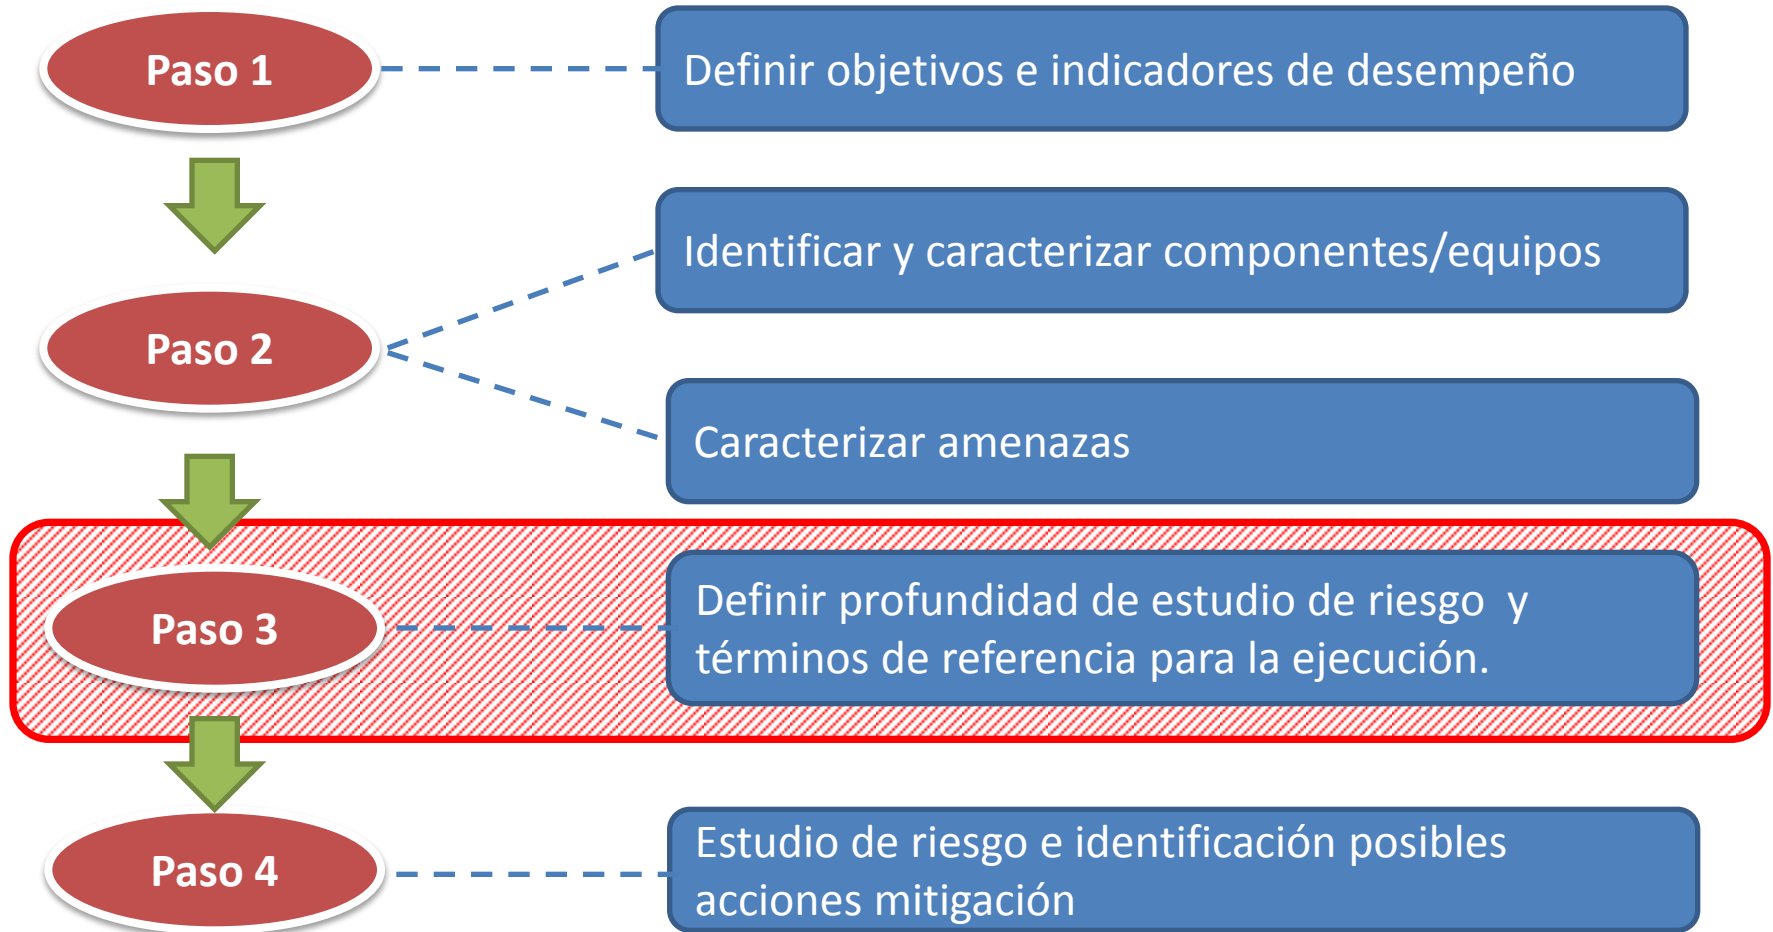 Paso 1
Definir objetivos e indicadores de desempeño
Identificar y caracterizar componentes/equipos
Paso 2
Caracterizar amenazas
Paso 3
Definir profundidad de estudio de riesgo  y
términos de referencia para la ejecución.
Paso 4
Estudio de riesgo e identificación posibles
acciones mitigación